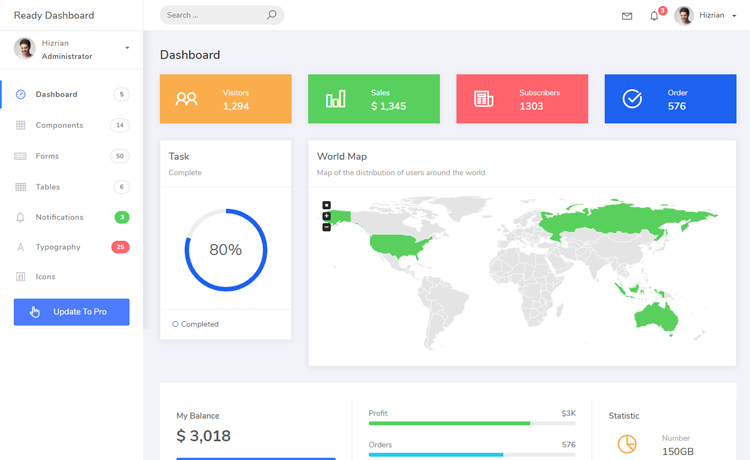 Ready Dashboard
Search ...
3
Hizrian
Hizrian
Administrator
Dashboard 5
Components 14
Forms 50
Tables 6
Notifications 3
Typography 25
Icons
Update To Pro
Dashboard
Visitors
1,294
Sales
$ 1,345
Subscribers
1303
Order
576
Task
Complete
80%
Completed
World Map
Map of the distribution of users around the world
+
−
My Balance
$ 3,018
Profit $3K
Orders 576
Statistic
Number
150GB